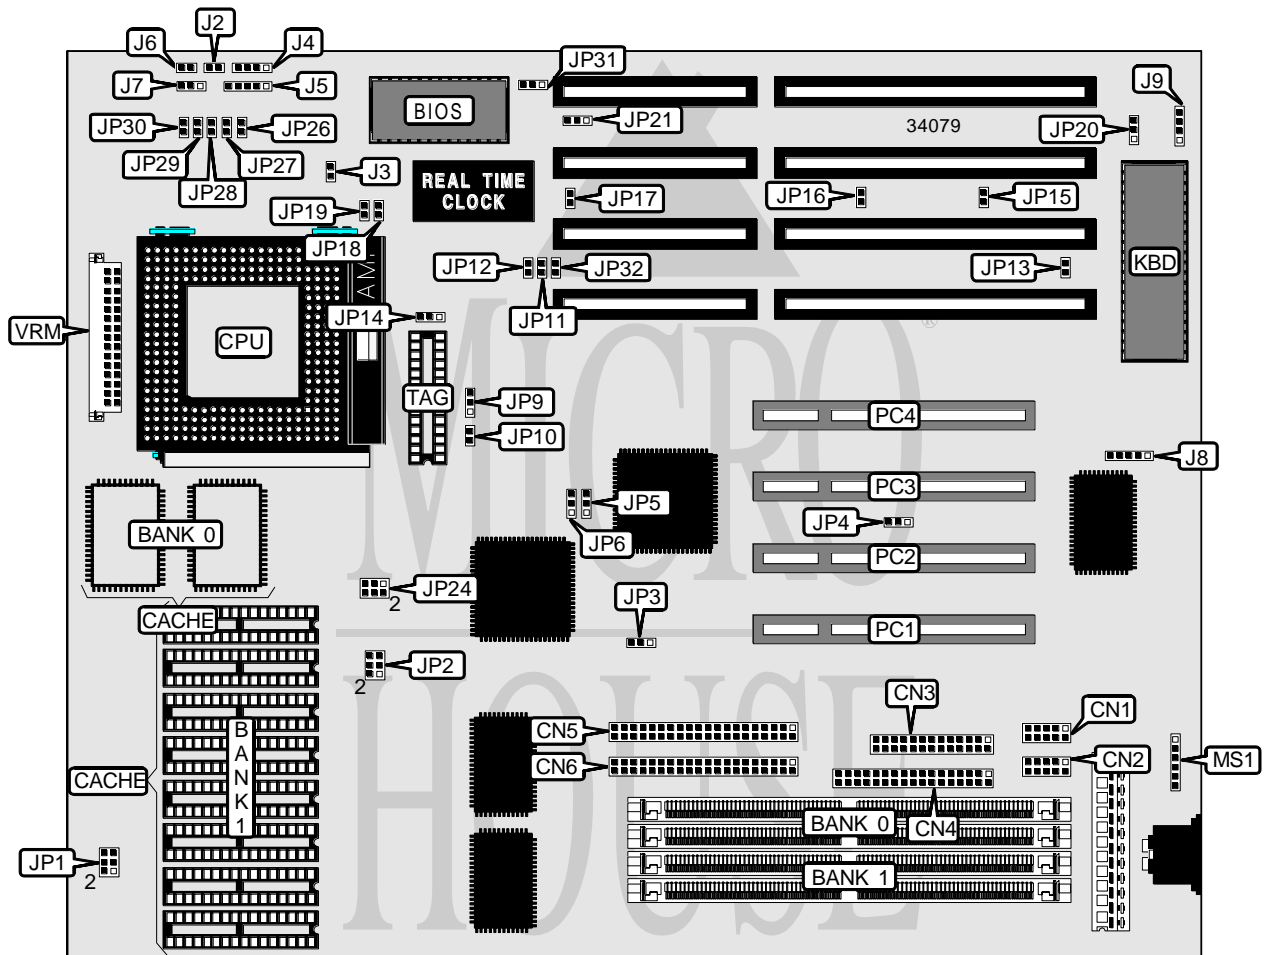 J2
J6
J4
J7
J5
JP31
J9
BIOS
JP21
34079
JP20
JP30
JP26
JP29
JP27
JP28
J3
REAL TIME
CLOCK
JP17
JP16
JP15
JP19
JP18
JP12
JP32
JP13
KBD
AMI
JP11
JP14
VRM
CPU
MICRO
®
TAG
JP9
PC4
JP10
J8
PC3
JP5
JP4
BANK 0
JP6
PC2
JP24
2
JP3
CACHE
PC1
JP2
2
HOUSE
CN3
CN1
CN5
BANK 1
CN6
CN2
MS1
CACHE
BANK 0
CN4
JP1
2
BANK 1